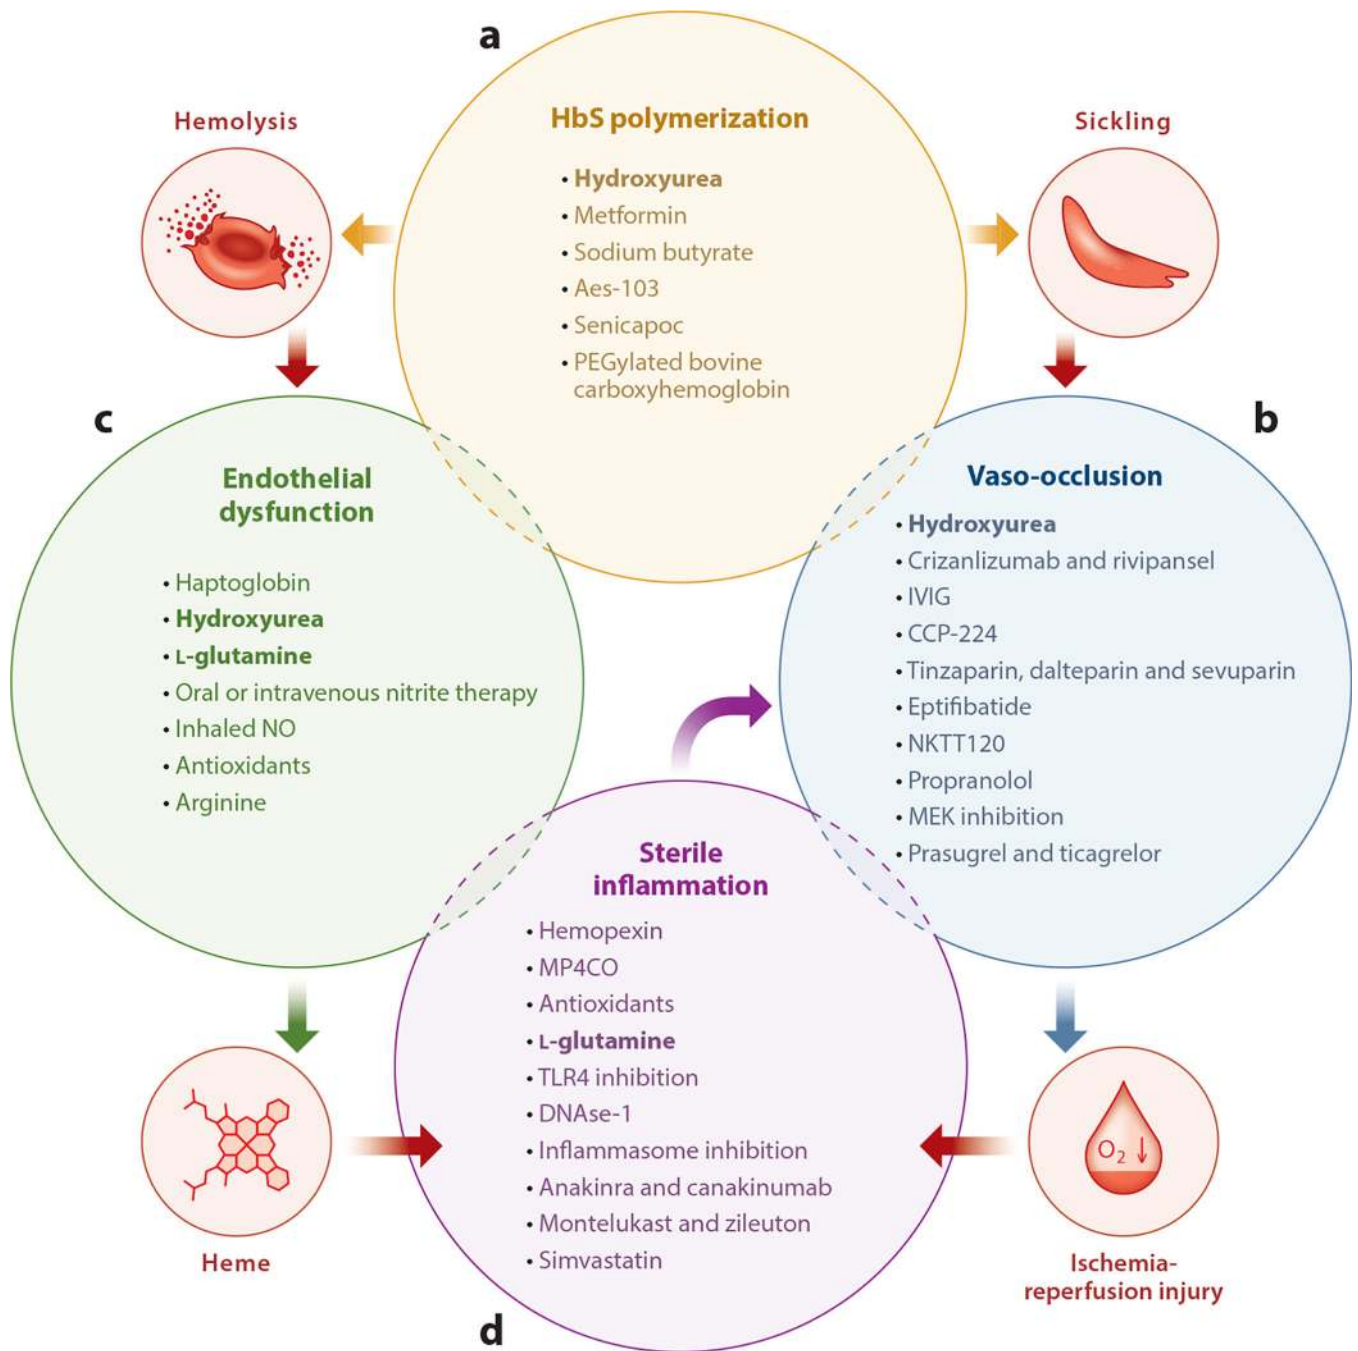 a
HbS polymerization
• Hydroxyurea
• Metformin
• Sodium butyrate
• Aes-103
• Senicapoc
• PEGylated bovine
carboxyhemoglobin
Hemolysis
Sickling
c
Endothelial
dysfunction
• Haptoglobin
• Hydroxyurea
• L-glutamine
• Oral or intravenous nitrite therapy
• Inhaled NO
• Antioxidants
• Arginine
b
Vaso-occlusion
• Hydroxyurea
• Crizanlizumab and rivipansel
• IVIG
• CCP-224
• Tinzaparin, dalteparin and sevuparin
• Eptifibatide
• NKTT120
• Propranolol
• MEK inhibition
• Prasugrel and ticagrelor
Sterile
inflammation
• Hemopexin
• MP4CO
• Antioxidants
• L-glutamine
• TLR4 inhibition
• DNAse-1
• Inflammasome inhibition
• Anakinra and canakinumab
• Montelukast and zileuton
• Simvastatin
d
Heme
O₂ ↓
Ischemia-
reperfusion injury